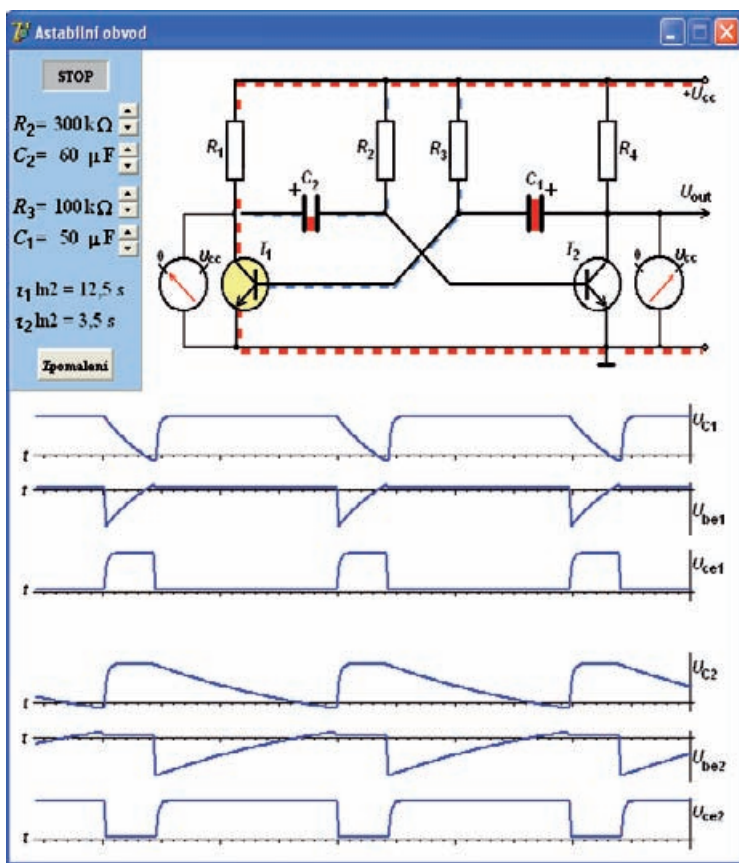 Astabilní obvod
STOP
R2 = 300 kΩ
C2 = 60 µF
R3 = 100 kΩ
C1 = 50 µF
τ1 ln2 = 12,5 s
τ2 ln2 = 3,5 s
Zpomalení
+Ucc
R1
R2
R3
R4
+ C2
C1 +
Uout
0 Ucc
T1
T2
0 Ucc
t UC1
t Ube1
t Uce1
t UC2
t Ube2
t Uce2